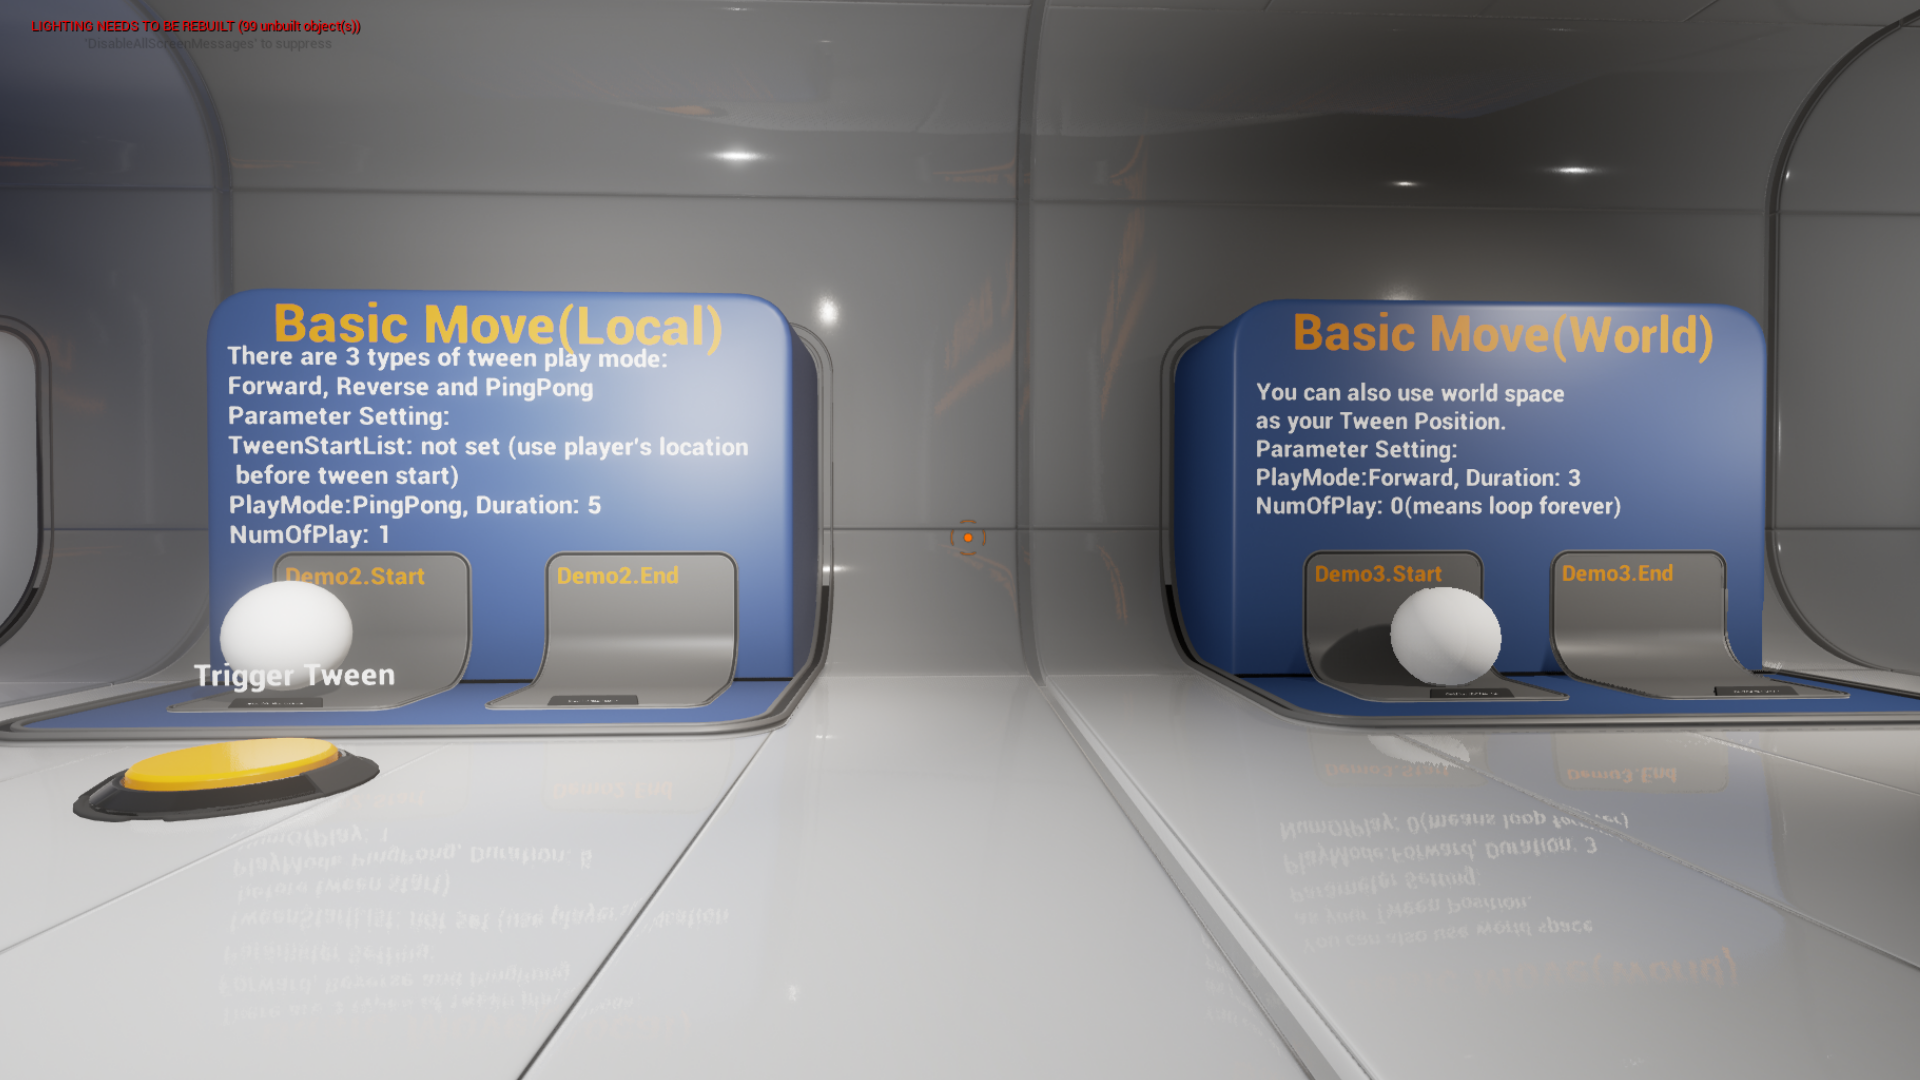 LIGHTING NEEDS TO BE REBUILT (99 unbuilt object(s))
'DisableAllScreenMessages' to suppress
Basic Move(Local)
There are 3 types of tween play mode:
Forward, Reverse and PingPong
Parameter Setting:
TweenStartList: not set (use player's location
before tween start)
PlayMode:PingPong, Duration: 5
NumOfPlay: 1
Demo2.Start
Demo2.End
Trigger Tween
Basic Move(World)
You can also use world space
as your Tween Position.
Parameter Setting:
PlayMode:Forward, Duration: 3
NumOfPlay: 0(means loop forever)
Demo3.Start
Demo3.End